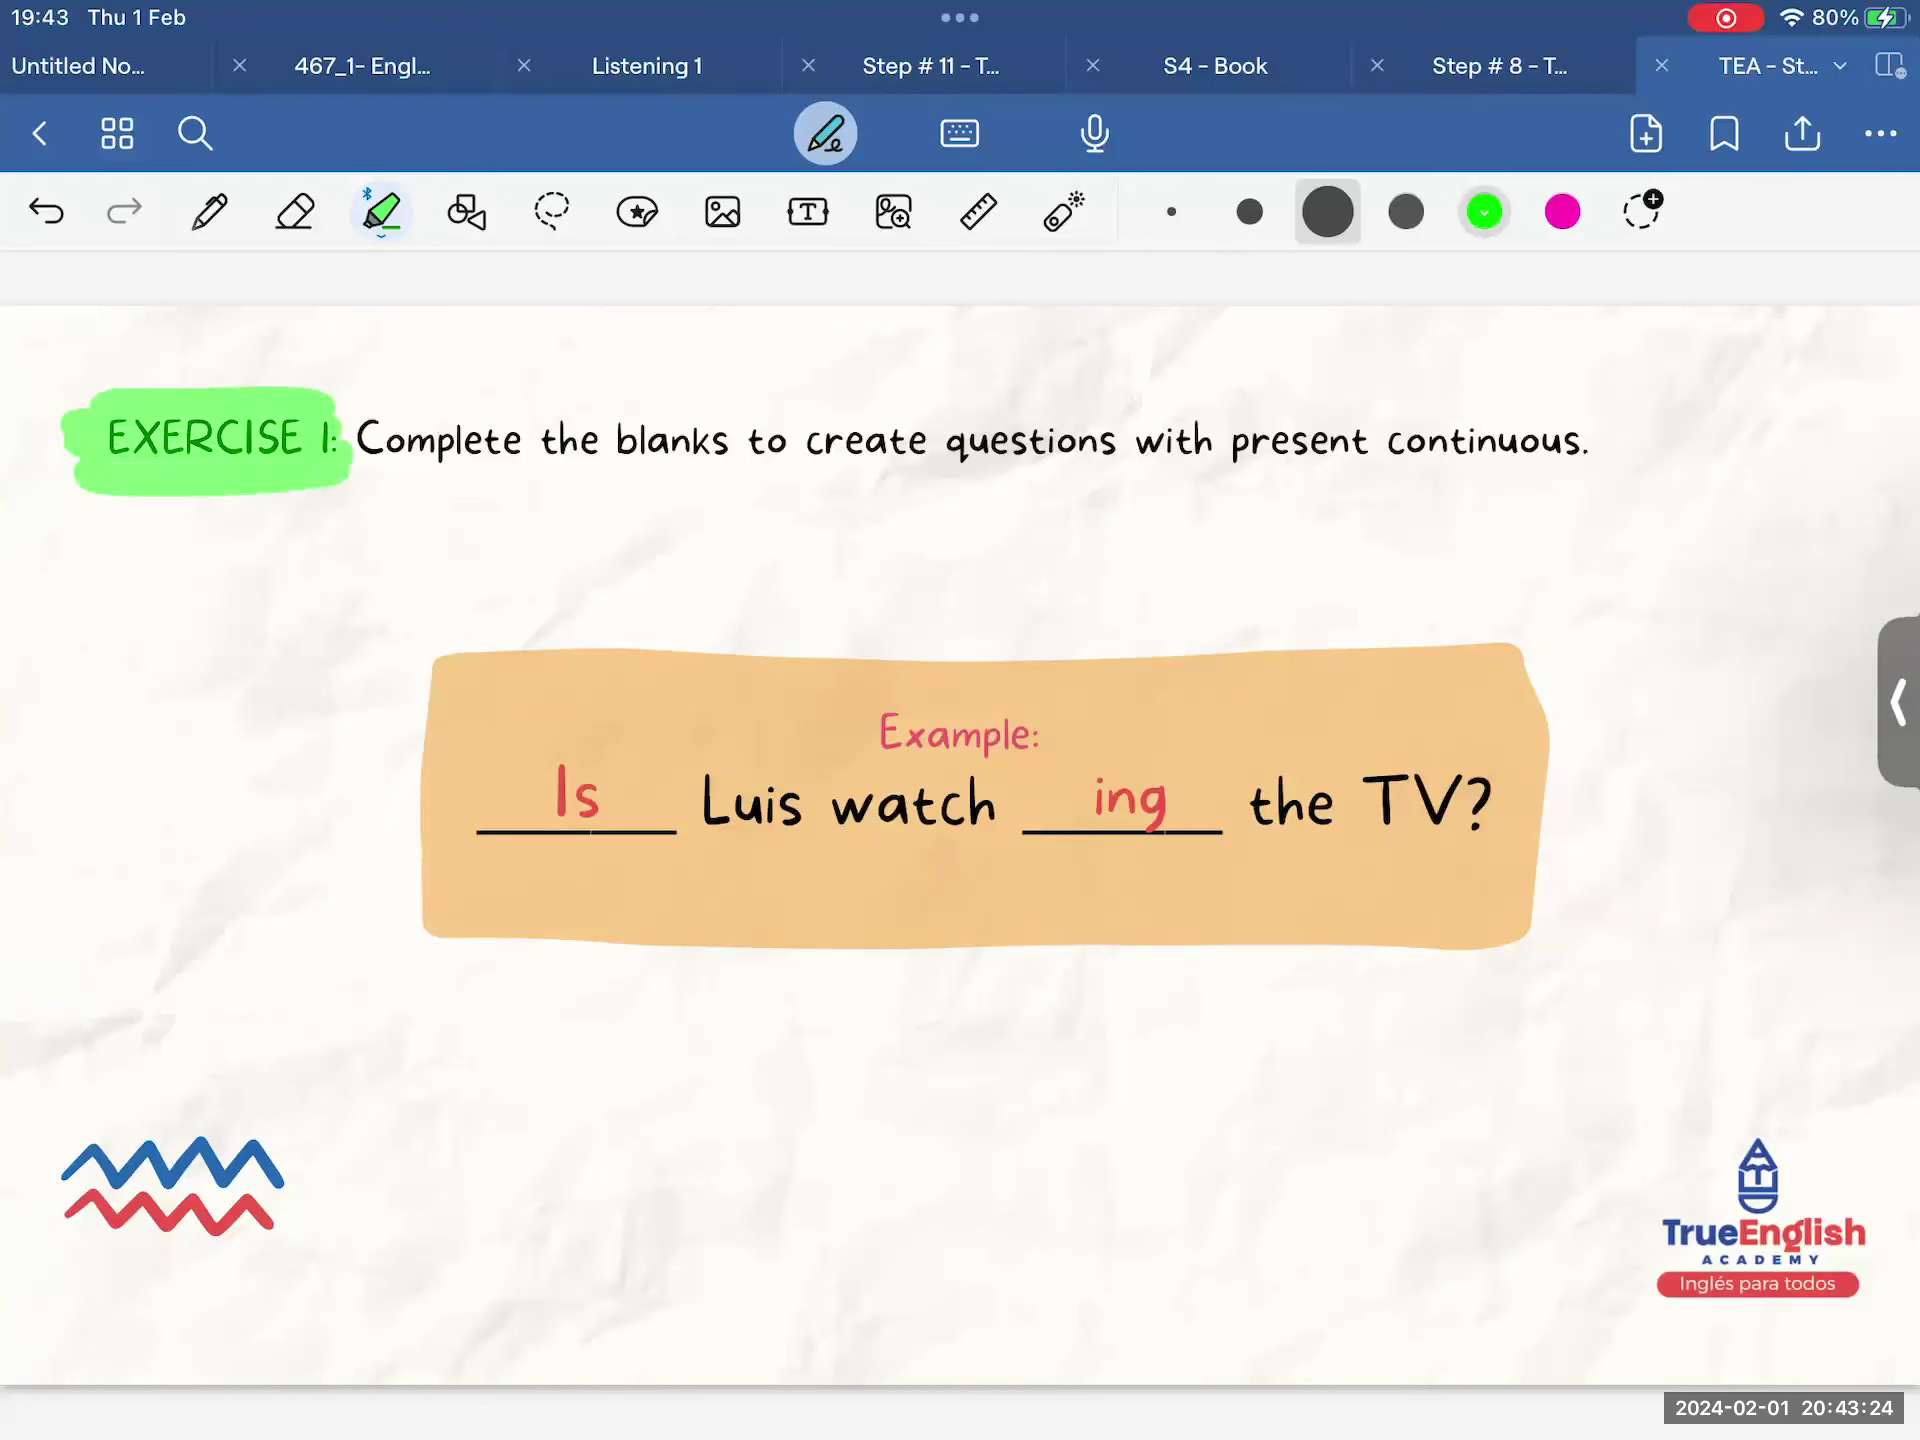 19:43 Thu 1 Feb
80%
Untitled No...
467_1- Engl...
Listening 1
Step # 11 - T...
S4 - Book
Step # 8 - T...
TEA - St...
EXERCISE 1: Complete the blanks to create questions with present continuous.
Example:
Is Luis watch ing the TV?
TrueEnglish
ACADEMY
Inglés para todos
2024-02-01 20:43:24